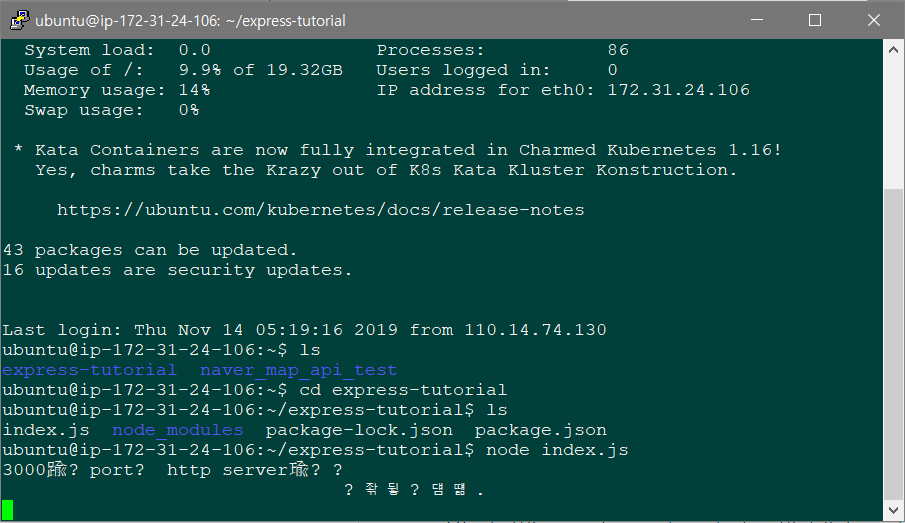 ubuntu@ip-172-31-24-106: ~/express-tutorial
System load: 0.0 Processes: 86
Usage of /: 9.9% of 19.32GB Users logged in: 0
Memory usage: 14% IP address for eth0: 172.31.24.106
Swap usage: 0%
* Kata Containers are now fully integrated in Charmed Kubernetes 1.16!
Yes, charms take the Krazy out of K8s Kata Kluster Konstruction.
https://ubuntu.com/kubernetes/docs/release-notes
43 packages can be updated.
16 updates are security updates.
Last login: Thu Nov 14 05:19:16 2019 from 110.14.74.130
ubuntu@ip-172-31-24-106:~$ ls
express-tutorial naver_map_api_test
ubuntu@ip-172-31-24-106:~$ cd express-tutorial
ubuntu@ip-172-31-24-106:~/express-tutorial$ ls
index.js node_modules package-lock.json package.json
ubuntu@ip-172-31-24-106:~/express-tutorial$ node index.js
3000踰? port? http server瑜? ?